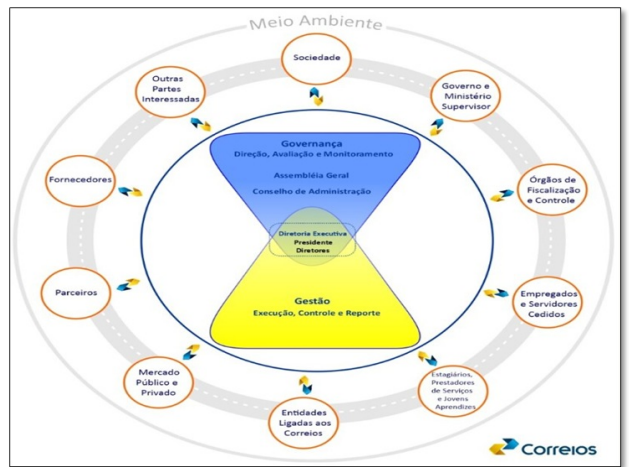 Meio Ambiente
Sociedade
Governo e
Ministério
Supervisor
Órgãos de
Fiscalização
e Controle
Empregados
e Servidores
Cedidos
Estagiários,
Prestadores
de Serviços
e Jovens
Aprendizes
Entidades
Ligadas aos
Correios
Mercado
Público e
Privado
Parceiros
Fornecedores
Outras
Partes
Interessadas
Governança
Direção, Avaliação e Monitoramento
Assembléia Geral
Conselho de Administração
Diretoria Executiva
Presidente
Diretores
Gestão
Execução, Controle e Reporte
Correios